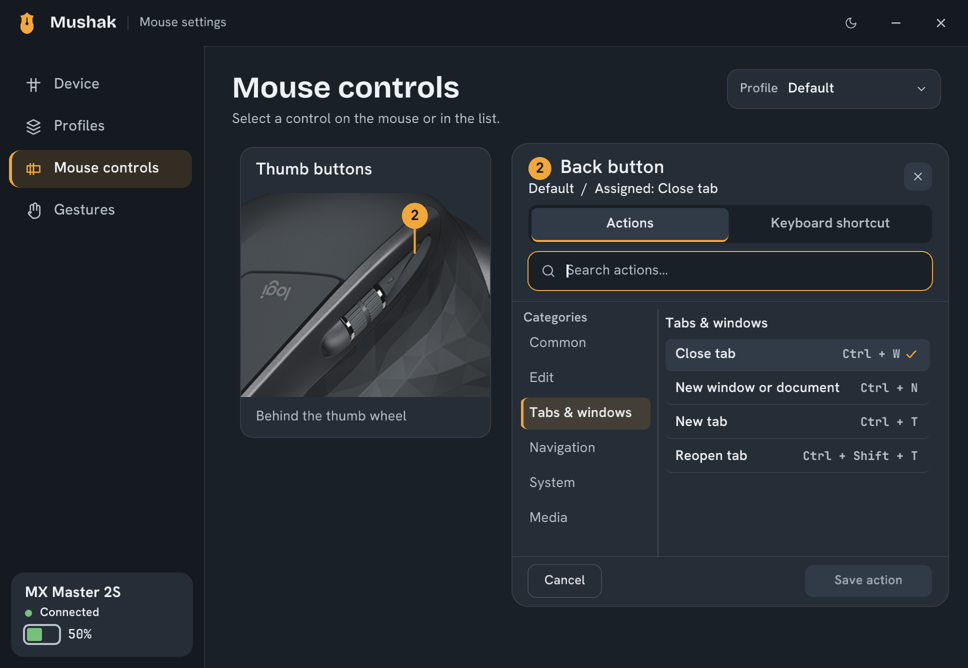 Mushak
Mouse settings
Device
Profiles
Mouse controls
Gestures
MX Master 2S
Connected
50%
Mouse controls
Select a control on the mouse or in the list.
Profile Default
Thumb buttons
2
logi
Behind the thumb wheel
2 Back button
Default / Assigned: Close tab
Actions
Keyboard shortcut
Search actions...
Categories
Common
Edit
Tabs & windows
Navigation
System
Media
Tabs & windows
Close tab Ctrl + W
New window or document Ctrl + N
New tab Ctrl + T
Reopen tab Ctrl + Shift + T
Cancel
Save action